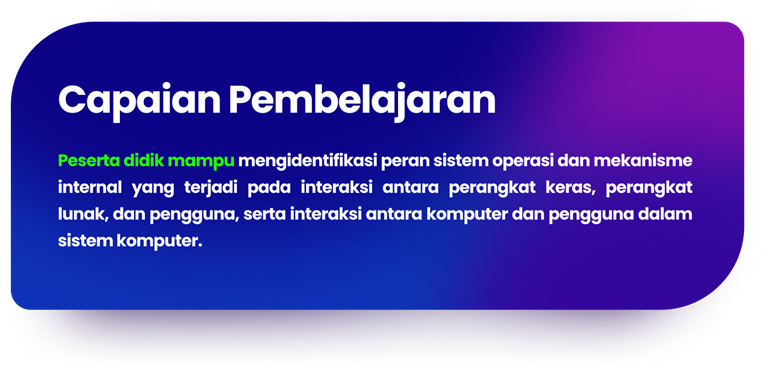 Capaian Pembelajaran
Peserta didik mampu mengidentifikasi peran sistem operasi dan mekanisme
internal yang terjadi pada interaksi antara perangkat keras, perangkat
lunak, dan pengguna, serta interaksi antara komputer dan pengguna dalam
sistem komputer.